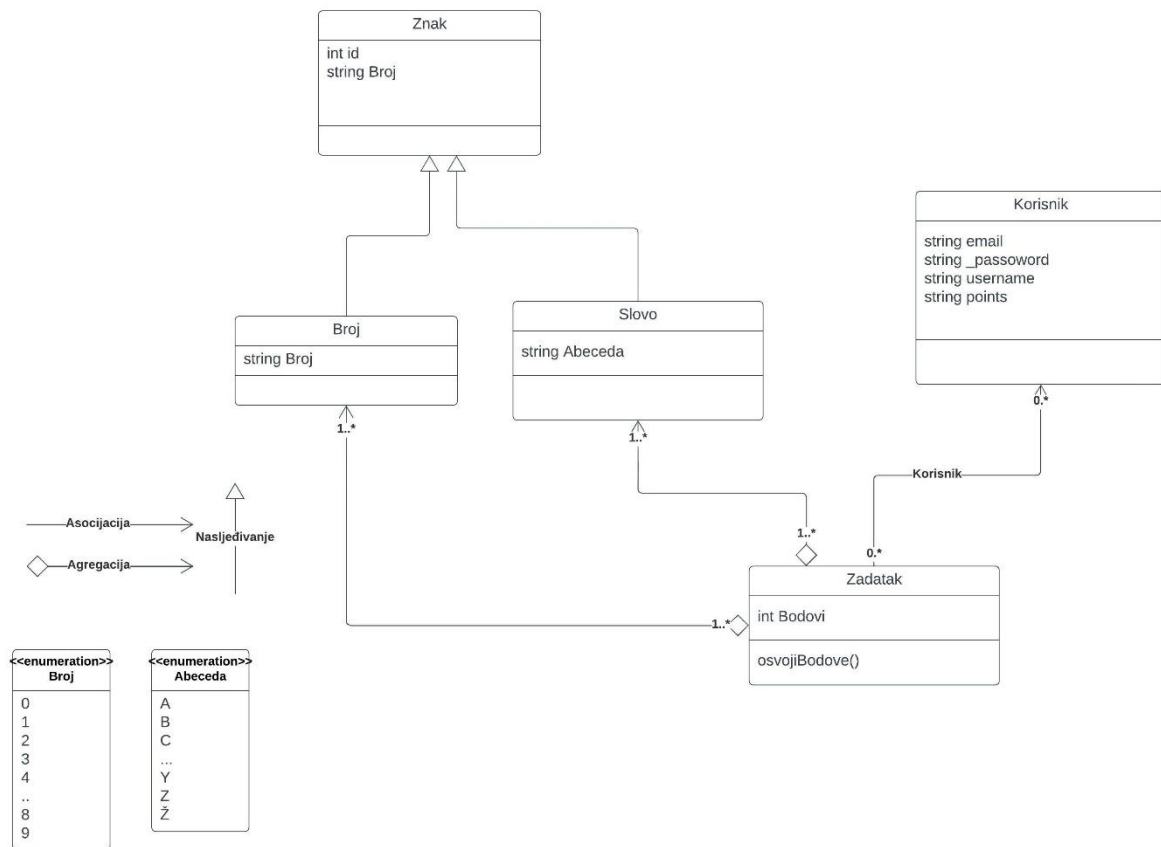 Znak
int id
string Broj
Korisnik
string email
string _passoword
string username
string points
Broj
string Broj
Slovo
string Abeceda
1..*
1..*
0.*
Korisnik
Asocijacija
Nasljeđivanje
Agregacija
1..*
0.*
Zadatak
int Bodovi
1..*
osvojiBodove()
<<enumeration>>
Broj
0
1
2
3
4
..
8
9
<<enumeration>>
Abeceda
A
B
C
...
Y
Z
Ž